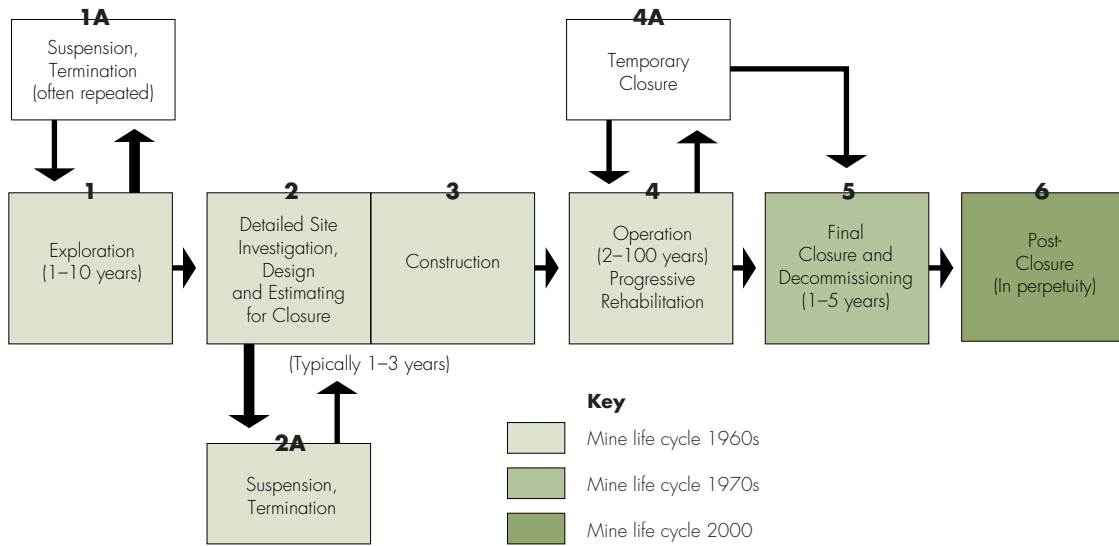 1A
Suspension,
Termination
(often repeated)
4A
Temporary
Closure
1
Exploration
(1–10 years)
2
Detailed Site
Investigation,
Design
and Estimating
for Closure
3
Construction
4
Operation
(2–100 years)
Progressive
Rehabilitation
5
Final
Closure and
Decommissioning
(1–5 years)
6
Post-
Closure
(In perpetuity)
(Typically 1–3 years)
2A
Suspension,
Termination
Key
Mine life cycle 1960s
Mine life cycle 1970s
Mine life cycle 2000